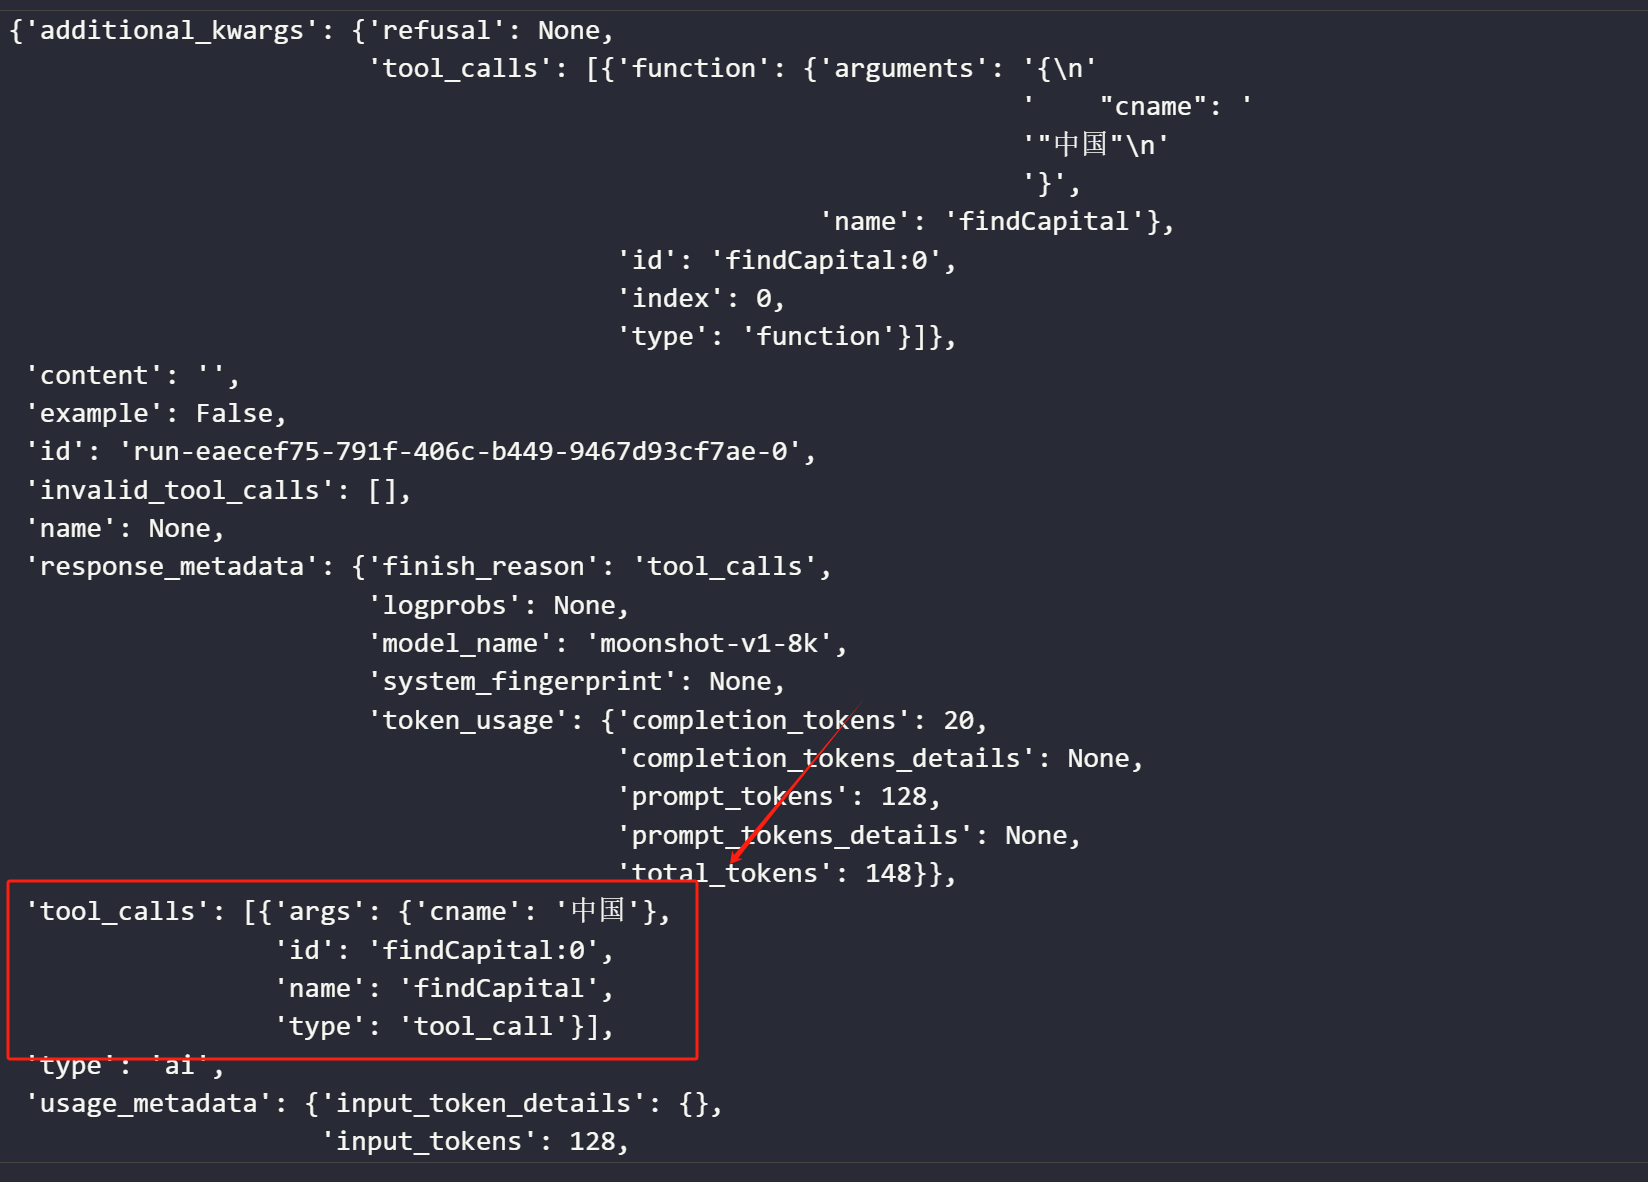 {'additional_kwargs': {'refusal': None,
'tool_calls': [{'function': {'arguments': '{\n'
'    "cname": '
'"中国"\n'
'}',
'name': 'findCapital'},
'id': 'findCapital:0',
'index': 0,
'type': 'function'}]},
'content': '',
'example': False,
'id': 'run-eaecef75-791f-406c-b449-9467d93cf7ae-0',
'invalid_tool_calls': [],
'name': None,
'response_metadata': {'finish_reason': 'tool_calls',
'logprobs': None,
'model_name': 'moonshot-v1-8k',
'system_fingerprint': None,
'token_usage': {'completion_tokens': 20,
'completion_tokens_details': None,
'prompt_tokens': 128,
'prompt_tokens_details': None,
'total_tokens': 148}},
'tool_calls': [{'args': {'cname': '中国'},
'id': 'findCapital:0',
'name': 'findCapital',
'type': 'tool_call'}],
'type': 'ai',
'usage_metadata': {'input_token_details': {},
'input_tokens': 128,